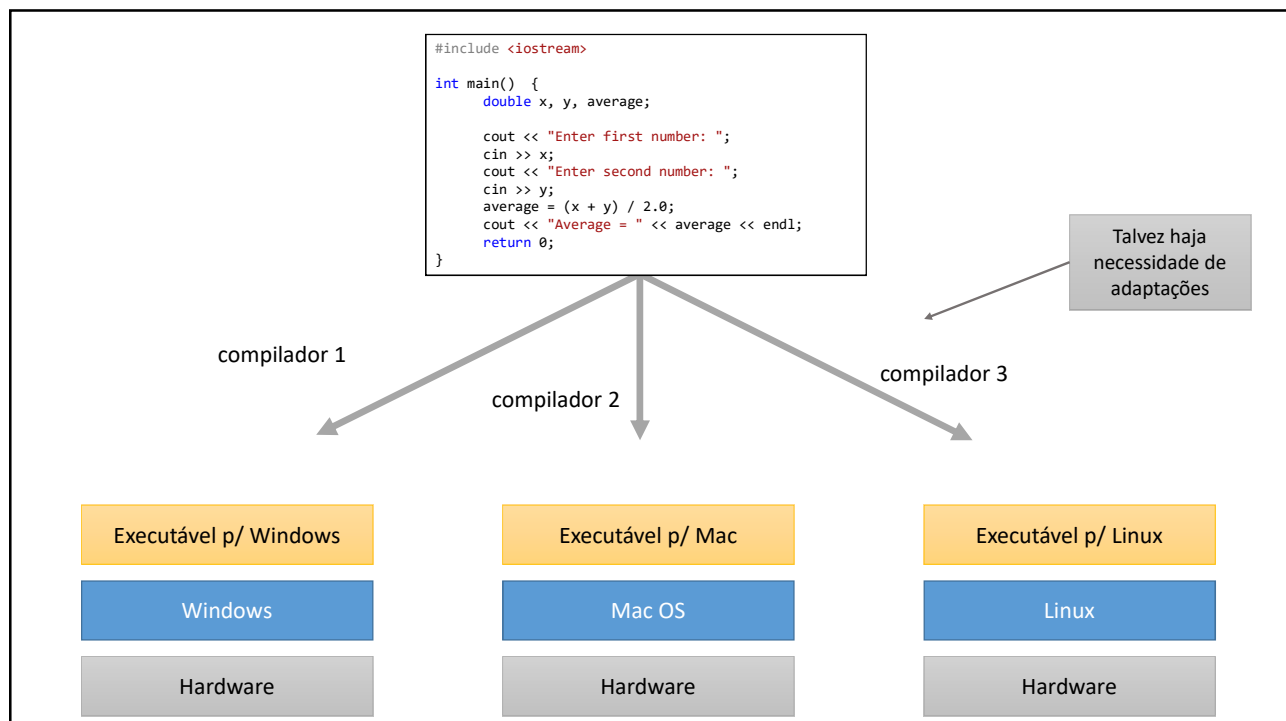 #include <iostream>
int main()  {
double x, y, average;
cout << "Enter first number: ";
cin >> x;
cout << "Enter second number: ";
cin >> y;
average = (x + y) / 2.0;
cout << "Average = " << average << endl;
return 0;
}
Talvez haja
necessidade de
adaptações
compilador 1
compilador 2
compilador 3
Executável p/ Windows
Executável p/ Mac
Executável p/ Linux
Windows
Mac OS
Linux
Hardware
Hardware
Hardware